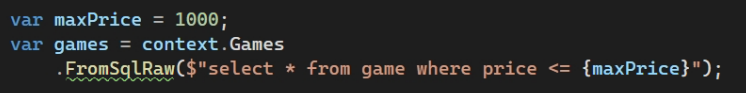 var maxPrice = 1000;
var games = context.Games
.FromSqlRaw($"select * from game where price <= {maxPrice}");